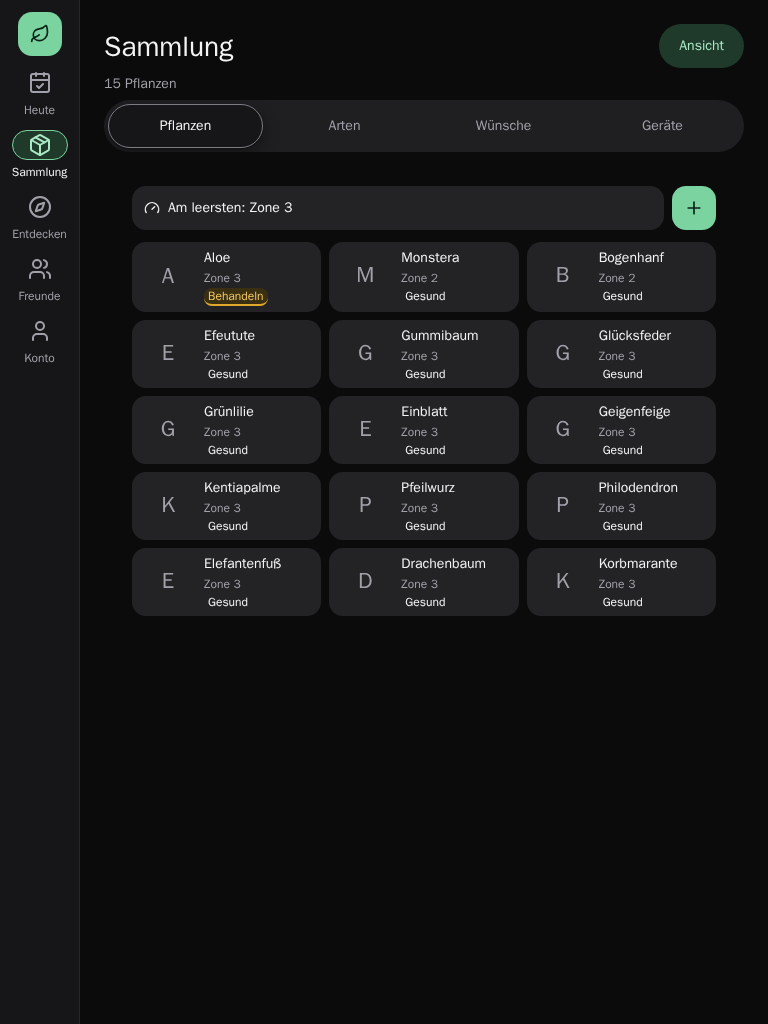 Sammlung
Ansicht
15 Pflanzen
Heute
Sammlung
Entdecken
Freunde
Konto
Pflanzen
Arten
Wünsche
Geräte
Am leersten: Zone 3
A
Aloe
Zone 3
Behandeln
M
Monstera
Zone 2
Gesund
B
Bogenhanf
Zone 2
Gesund
E
Efeutute
Zone 3
Gesund
G
Gummibaum
Zone 3
Gesund
G
Glücksfeder
Zone 3
Gesund
G
Grünlilie
Zone 3
Gesund
E
Einblatt
Zone 3
Gesund
G
Geigenfeige
Zone 3
Gesund
K
Kentiapalme
Zone 3
Gesund
P
Pfeilwurz
Zone 3
Gesund
P
Philodendron
Zone 3
Gesund
E
Elefantenfuß
Zone 3
Gesund
D
Drachenbaum
Zone 3
Gesund
K
Korbmarante
Zone 3
Gesund